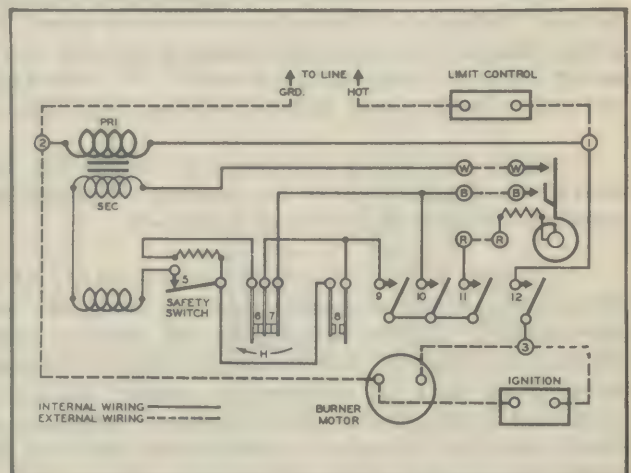 TO LINE
GRD. HOT
LIMIT CONTROL
PRI
2
1
W W
SEC
B B
R R
S
SAFETY
SWITCH
6 7 8
9 10 11 12
H
3
IGNITION
INTERNAL WIRING
EXTERNAL WIRING
BURNER
MOTOR